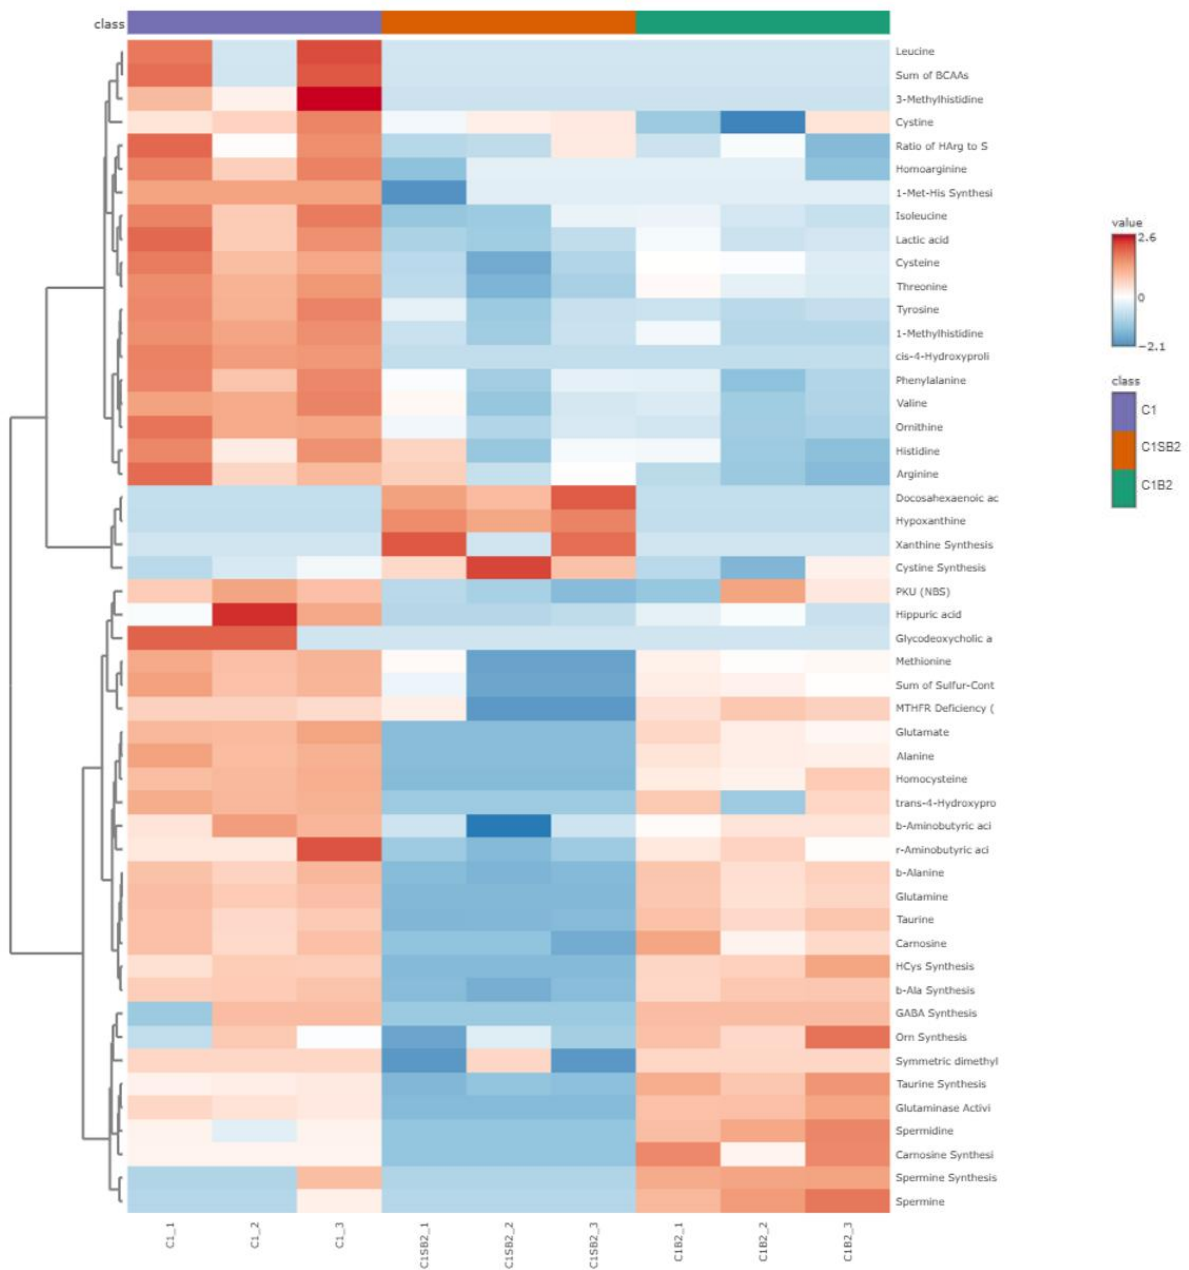 class
Leucine
Sum of BCAAs
3-Methylhistidine
Cystine
Ratio of HArg to S
Homoarginine
1-Met-His Synthesi
Isoleucine
Lactic acid
Cysteine
Threonine
Tyrosine
1-Methylhistidine
cis-4-Hydroxyproli
Phenylalanine
Valine
Ornithine
Histidine
Arginine
Docosahexaenoic ac
Hypoxanthine
Xanthine Synthesis
Cystine Synthesis
PKU (NBS)
Hippuric acid
Glycodeoxycholic a
Methionine
Sum of Sulfur-Cont
MTHFR Deficiency (
Glutamate
Alanine
Homocysteine
trans-4-Hydroxypro
b-Aminobutyric aci
r-Aminobutyric aci
b-Alanine
Glutamine
Taurine
Carnosine
HCys Synthesis
b-Ala Synthesis
GABA Synthesis
Orn Synthesis
Symmetric dimethyl
Taurine Synthesis
Glutaminase Activi
Spermidine
Carnosine Synthesi
Spermine Synthesis
Spermine
C1_1
C1_2
C1_3
C1SB2_1
C1SB2_2
C1SB2_3
C1B2_1
C1B2_2
C1B2_3
value
2.6
0
−2.1
class
C1
C1SB2
C1B2